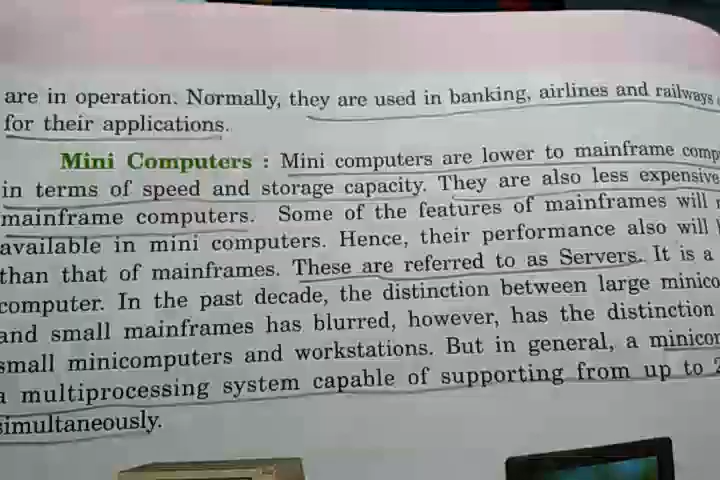 are in operation. Normally, they are used in banking, airlines and railways
for their applications.
Mini Computers : Mini computers are lower to mainframe
in terms of speed and storage capacity. They are also less expensive
mainframe computers. Some of the features of mainframes will
available in mini computers. Hence, their performance also will
than that of mainframes. These are referred to as Servers. It is a
computer. In the past decade, the distinction between large
and small mainframes has blurred, however, has the distinction
small minicomputers and workstations. But in general, a
a multiprocessing system capable of supporting from up to
simultaneously.